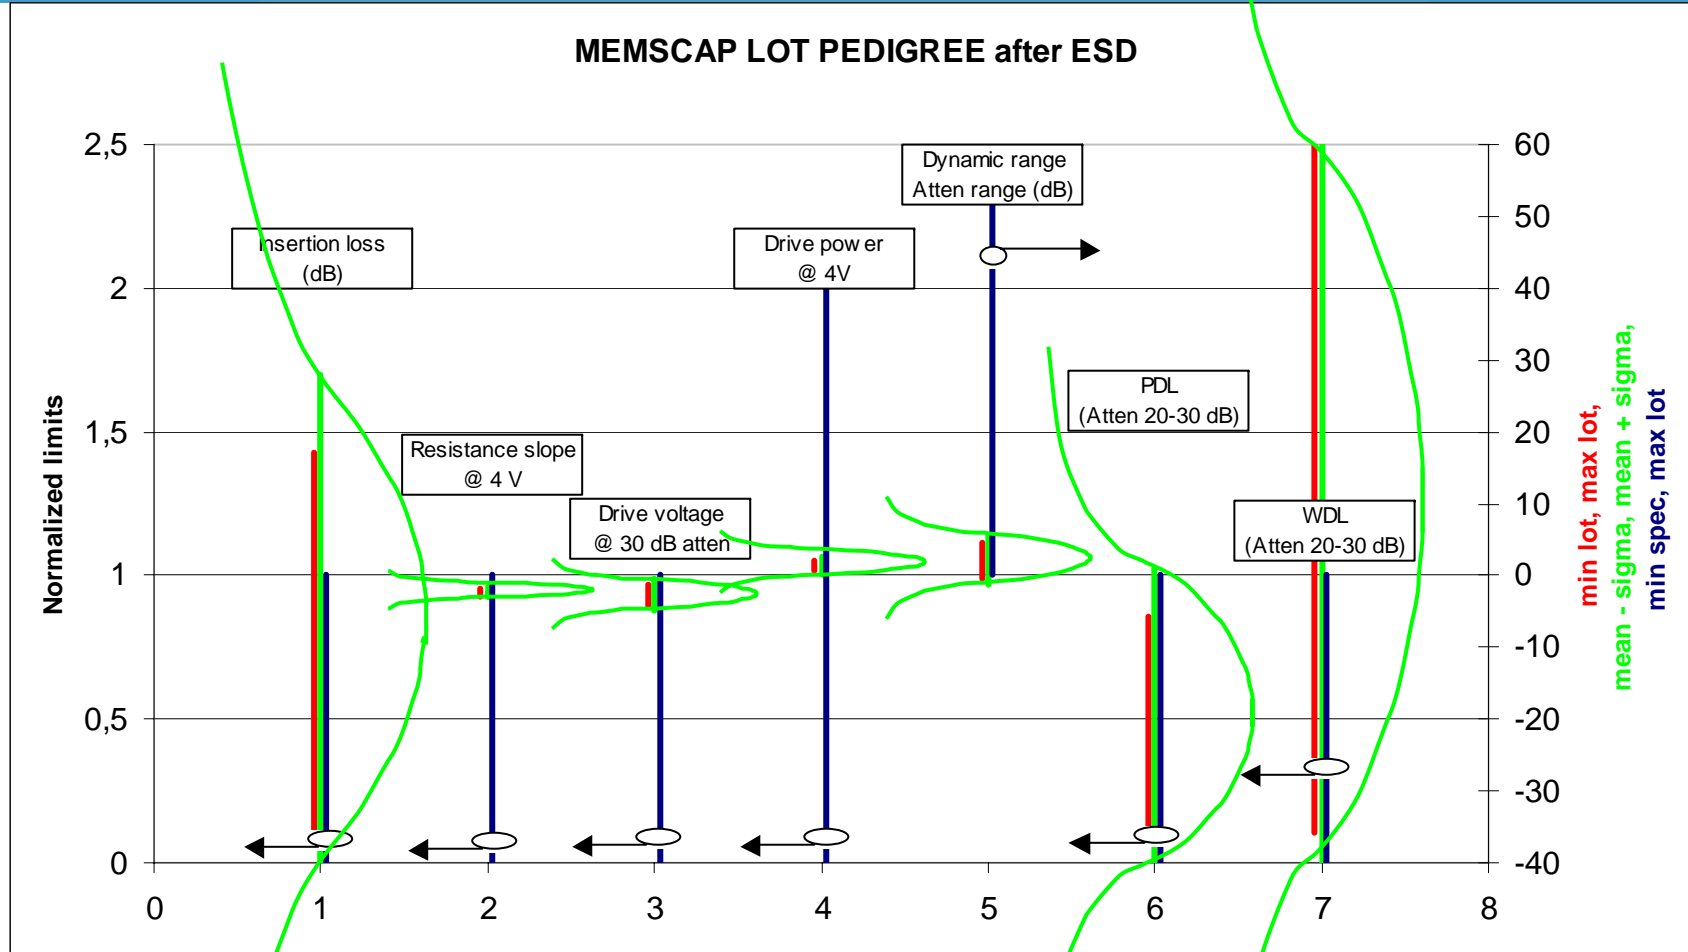 MEMSCAP LOT PEDIGREE after ESD
2,5
2
1,5
1
0,5
0
Normalized limits
Insertion loss
(dB)
Resistance slope
@ 4 V
Drive voltage
@ 30 dB atten
Drive power
@ 4V
Dynamic range
Atten range (dB)
PDL
(Atten 20-30 dB)
WDL
(Atten 20-30 dB)
60
50
40
30
20
10
0
-10
-20
-30
-40
min lot, max lot,
mean - sigma, mean + sigma,
min spec, max lot
0 1 2 3 4 5 6 7 8